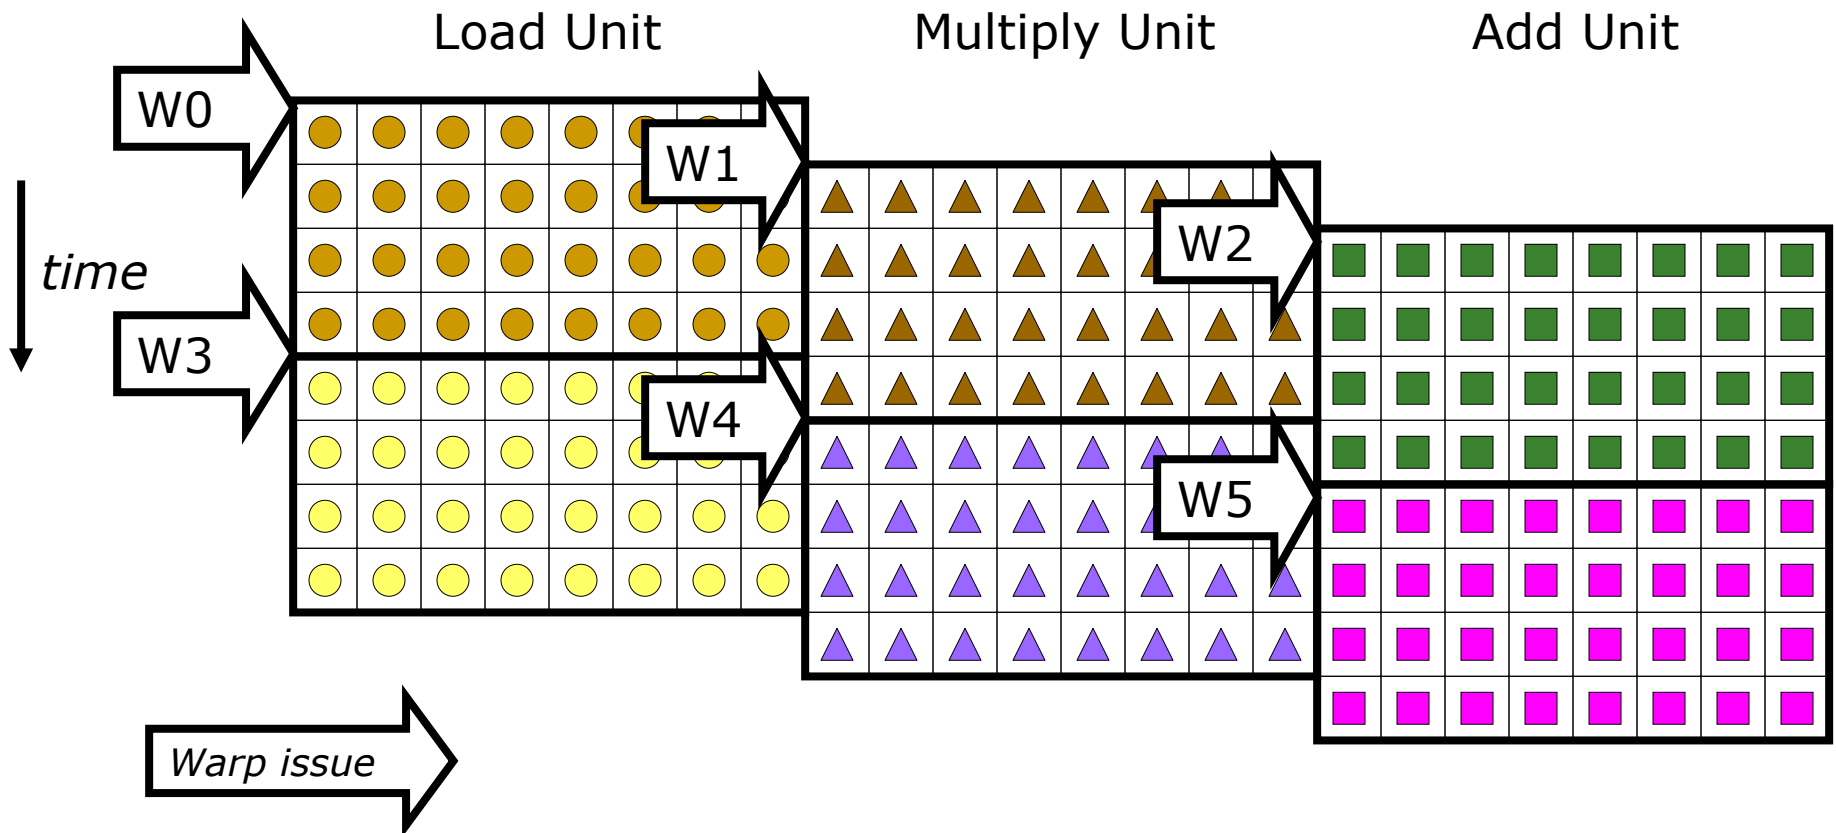 Load Unit
Multiply Unit
Add Unit
W0
W1
W2
time
W3
W4
W5
Warp issue